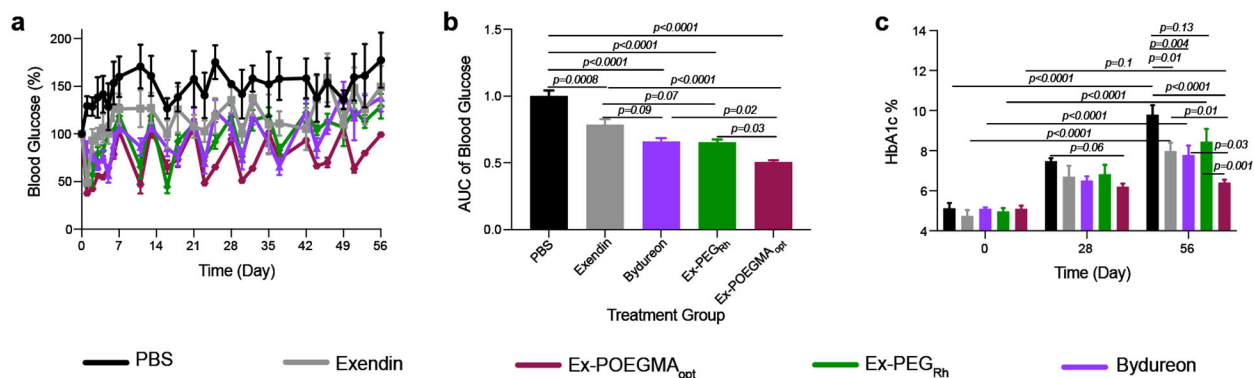 a
Blood Glucose (%)
200
150
100
50
0
0 7 14 21 28 35 42 49 56
Time (Day)
b
AUC of Blood Glucose
1.5
1.0
0.5
0.0
p<0.0001
p<0.0001
p<0.0001
p=0.0008 p<0.0001
p=0.07
p=0.09 p=0.02
p=0.03
PBS
Exendin
Bydureon
Ex-PEGRh
Ex-POEGMAopt
Treatment Group
c
HbA1c %
14
12
10
8
6
4
p=0.13
p=0.004
p=0.01
p=0.1
p<0.0001
p<0.0001
p<0.0001
p<0.0001 p=0.01
p=0.06 p=0.03
p=0.001
0 28 56
Time (Day)
PBS Exendin Ex-POEGMAopt Ex-PEGRh Bydureon